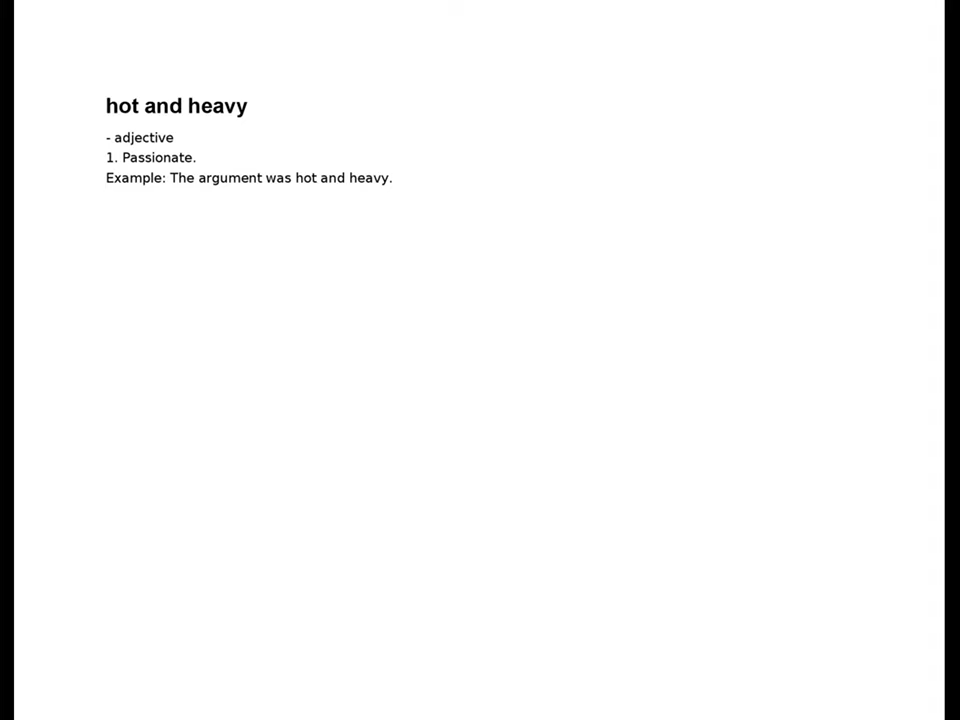 hot and heavy
- adjective
1. Passionate.
Example: The argument was hot and heavy.